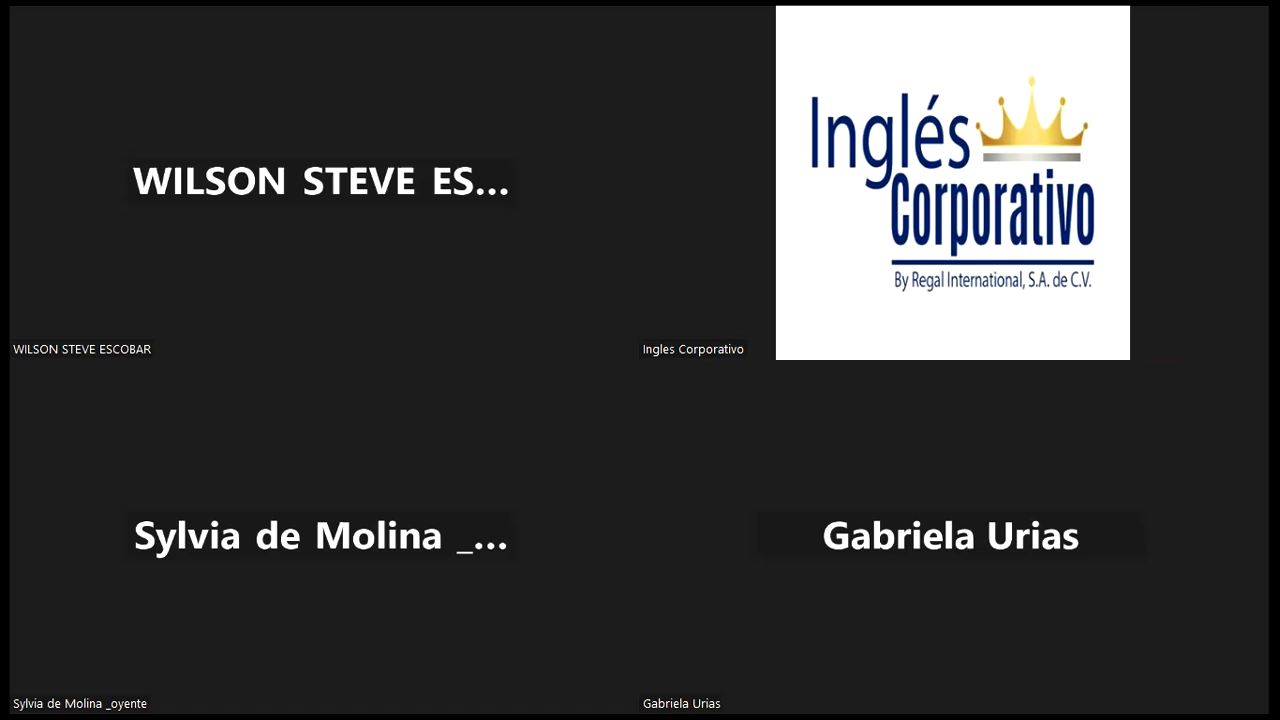 WILSON STEVE ES...
WILSON STEVE ESCOBAR
Inglés
Corporativo
By Regal International, S.A. de C.V.
Ingles Corporativo
Sylvia de Molina _...
Sylvia de Molina _oyente
Gabriela Urias
Gabriela Urias